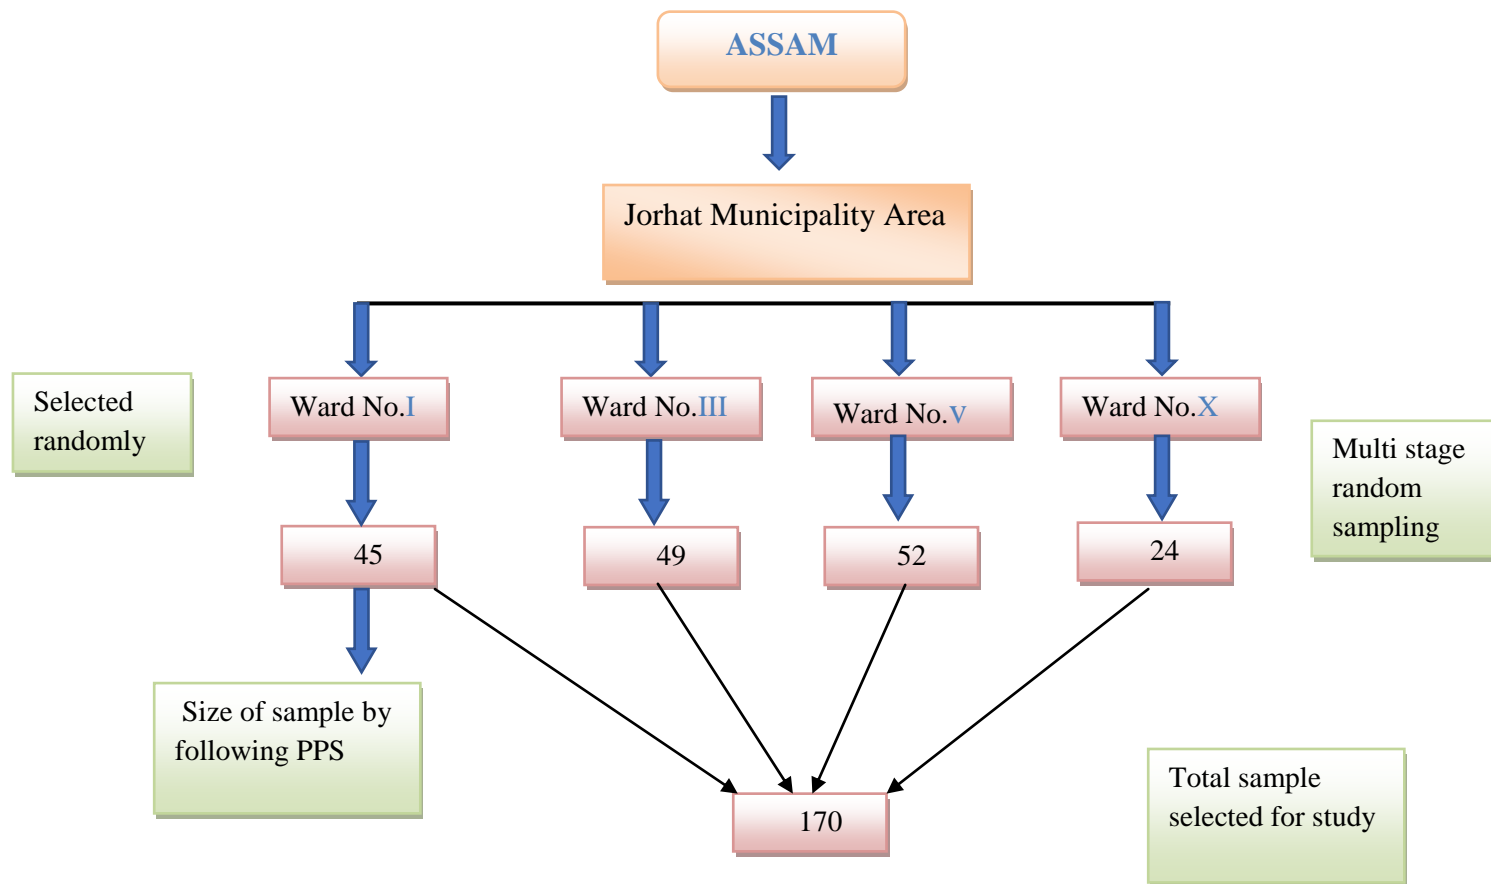 ASSAM
Jorhat Municipality Area
Selected
randomly
Ward No.I
Ward No.III
Ward No.V
Ward No.X
Multi stage
random
sampling
45
49
52
24
Size of sample by
following PPS
Total sample
selected for study
170